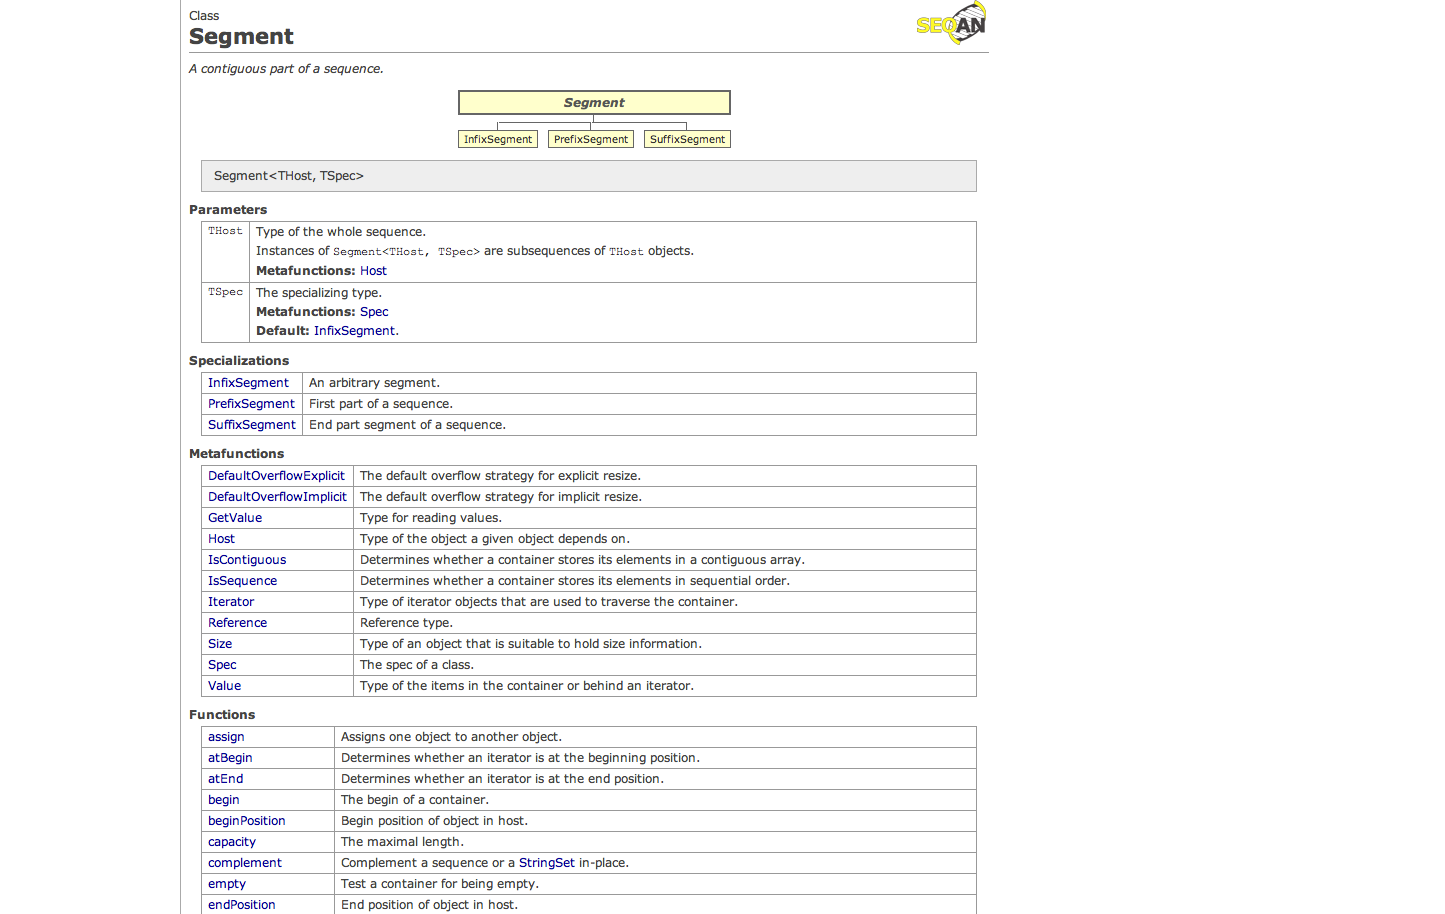 Class
SEQAN
Segment
A contiguous part of a sequence.
Segment
InfixSegment PrefixSegment SuffixSegment
Segment<THost, TSpec>
Parameters
THost Type of the whole sequence.
Instances of Segment<THost, TSpec> are subsequences of THost objects.
Metafunctions: Host
TSpec The specializing type.
Metafunctions: Spec
Default: InfixSegment.
Specializations
InfixSegment An arbitrary segment.
PrefixSegment First part of a sequence.
SuffixSegment End part segment of a sequence.
Metafunctions
DefaultOverflowExplicit The default overflow strategy for explicit resize.
DefaultOverflowImplicit The default overflow strategy for implicit resize.
GetValue Type for reading values.
Host Type of the object a given object depends on.
IsContiguous Determines whether a container stores its elements in a contiguous array.
IsSequence Determines whether a container stores its elements in sequential order.
Iterator Type of iterator objects that are used to traverse the container.
Reference Reference type.
Size Type of an object that is suitable to hold size information.
Spec The spec of a class.
Value Type of the items in the container or behind an iterator.
Functions
assign Assigns one object to another object.
atBegin Determines whether an iterator is at the beginning position.
atEnd Determines whether an iterator is at the end position.
begin The begin of a container.
beginPosition Begin position of object in host.
capacity The maximal length.
complement Complement a sequence or a StringSet in-place.
empty Test a container for being empty.
endPosition End position of object in host.